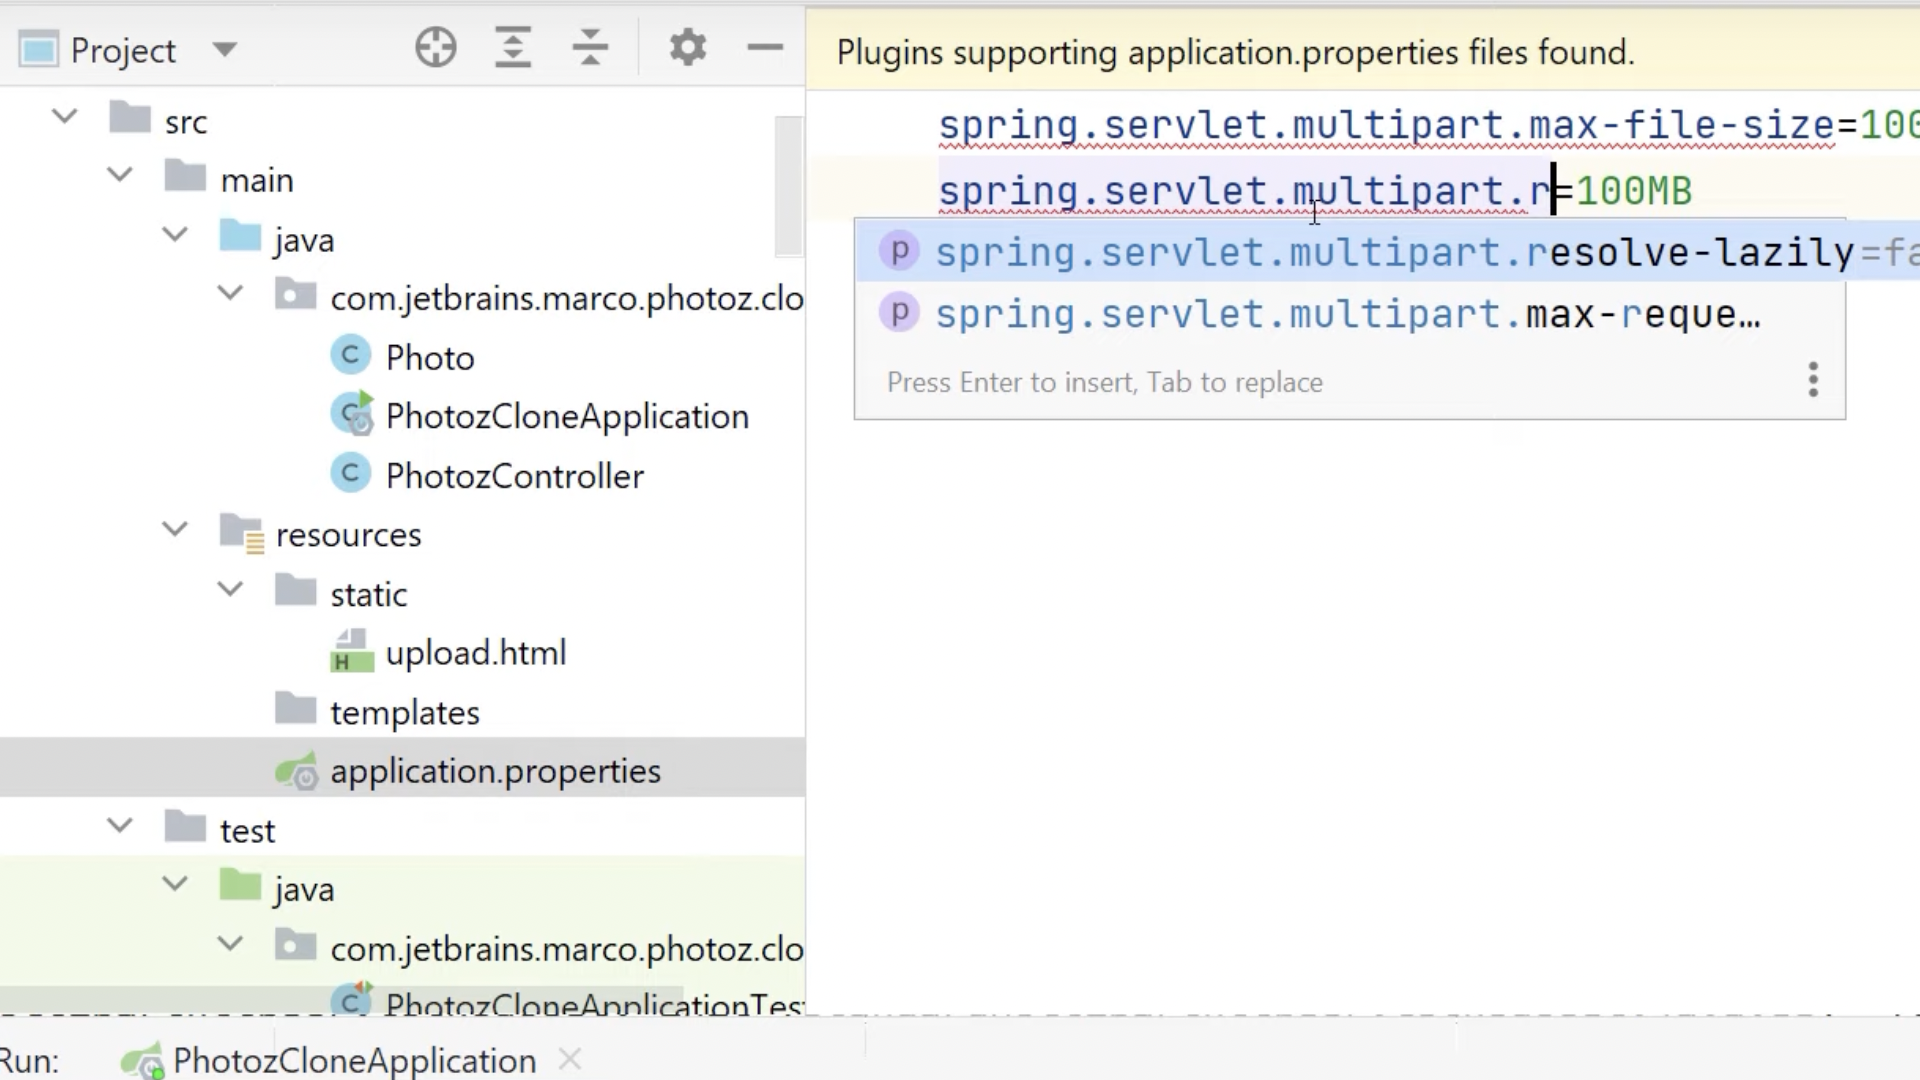 Project
src
main
java
com.jetbrains.marco.photoz.clo
Photo
PhotozCloneApplication
PhotozController
resources
static
upload.html
templates
application.properties
test
java
com.jetbrains.marco.photoz.clo
PhotozCloneApplicationTest
Run: PhotozCloneApplication
Plugins supporting application.properties files found.
spring.servlet.multipart.max-file-size=100
spring.servlet.multipart.r=100MB
p spring.servlet.multipart.resolve-lazily=fa
p spring.servlet.multipart.max-reque…
Press Enter to insert, Tab to replace